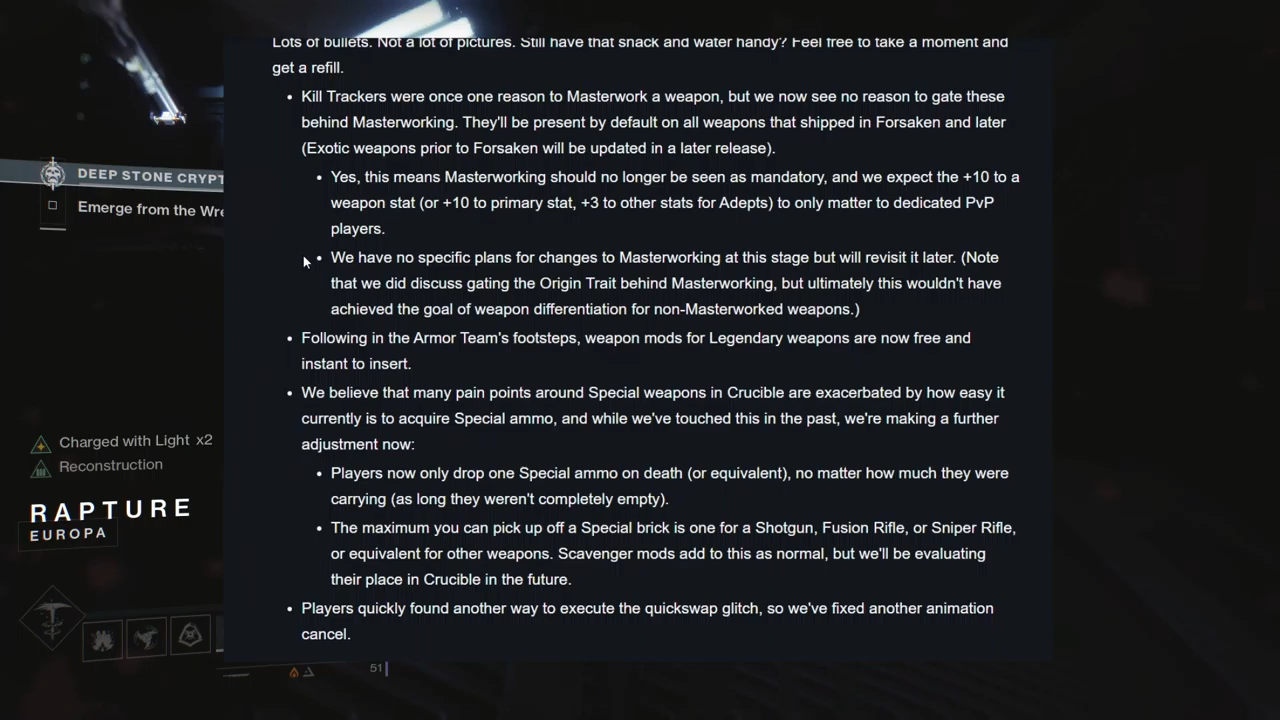 Lots of bullets. Not a lot of pictures. Still have that snack and water handy? Feel free to take a moment and
get a refill.
• Kill Trackers were once one reason to Masterwork a weapon, but we now see no reason to gate these
behind Masterworking. They'll be present by default on all weapons that shipped in Forsaken and later
(Exotic weapons prior to Forsaken will be updated in a later release).
• Yes, this means Masterworking should no longer be seen as mandatory, and we expect the +10 to a
weapon stat (or +10 to primary stat, +3 to other stats for Adepts) to only matter to dedicated PvP
players.
• We have no specific plans for changes to Masterworking at this stage but will revisit it later. (Note
that we did discuss gating the Origin Trait behind Masterworking, but ultimately this wouldn't have
achieved the goal of weapon differentiation for non-Masterworked weapons.)
• Following in the Armor Team's footsteps, weapon mods for Legendary weapons are now free and
instant to insert.
• We believe that many pain points around Special weapons in Crucible are exacerbated by how easy it
currently is to acquire Special ammo, and while we've touched this in the past, we're making a further
adjustment now:
• Players now only drop one Special ammo on death (or equivalent), no matter how much they were
carrying (as long they weren't completely empty).
• The maximum you can pick up off a Special brick is one for a Shotgun, Fusion Rifle, or Sniper Rifle,
or equivalent for other weapons. Scavenger mods add to this as normal, but we'll be evaluating
their place in Crucible in the future.
• Players quickly found another way to execute the quickswap glitch, so we've fixed another animation
cancel.
DEEP STONE CRYPT
Emerge from the Wre
Charged with Light x2
Reconstruction
RAPTURE
EUROPA
51